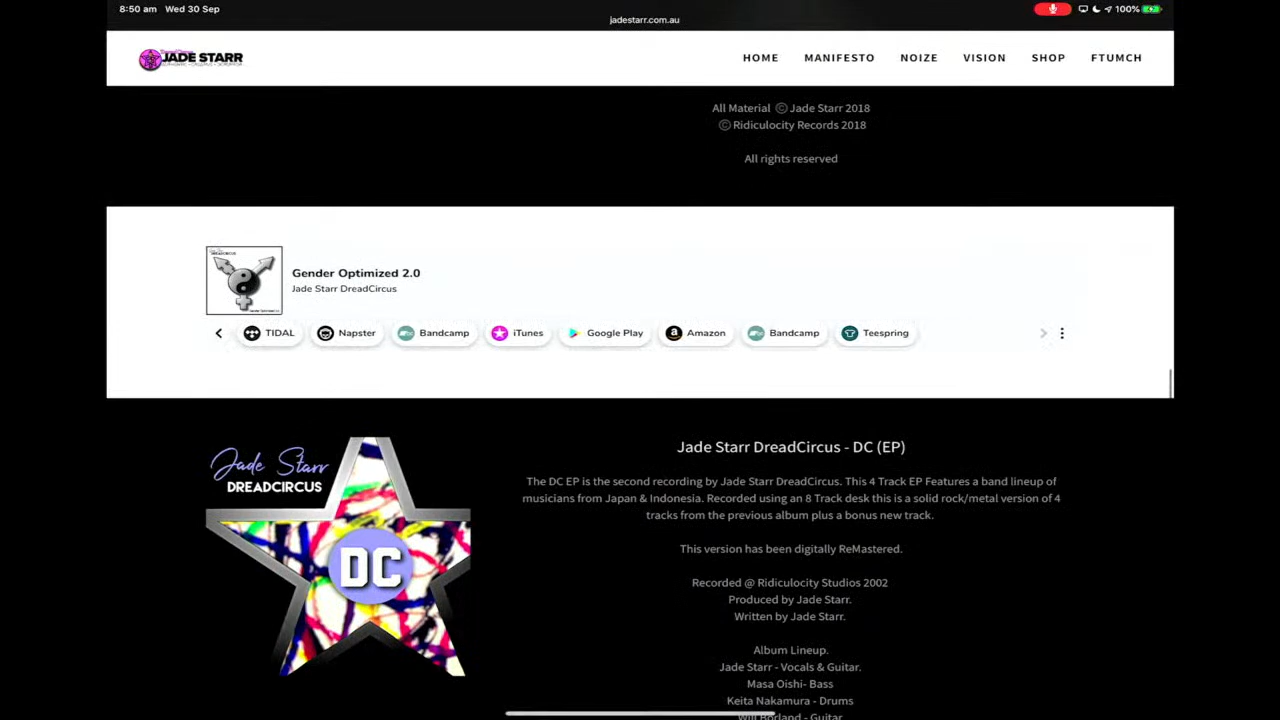 8:50 am Wed 30 Sep
100%
jadestarr.com.au
JADE STARR
HOME MANIFESTO NOIZE VISION SHOP FTUMCH
All Material © Jade Starr 2018
© Ridiculocity Records 2018
All rights reserved
Gender Optimized 2.0
Jade Starr DreadCircus
TIDAL Napster Bandcamp iTunes Google Play Amazon Bandcamp Teespring
Jade Starr
DREADCIRCUS
DC
Jade Starr DreadCircus - DC (EP)
The DC EP is the second recording by Jade Starr DreadCircus. This 4 Track EP Features a band lineup of
musicians from Japan & Indonesia. Recorded using an 8 Track desk this is a solid rock/metal version of 4
tracks from the previous album plus a bonus new track.
This version has been digitally ReMastered.
Recorded @ Ridiculocity Studios 2002
Produced by Jade Starr.
Written by Jade Starr.
Album Lineup.
Jade Starr - Vocals & Guitar.
Masa Oishi- Bass
Keita Nakamura - Drums
Will Borland - Guitar